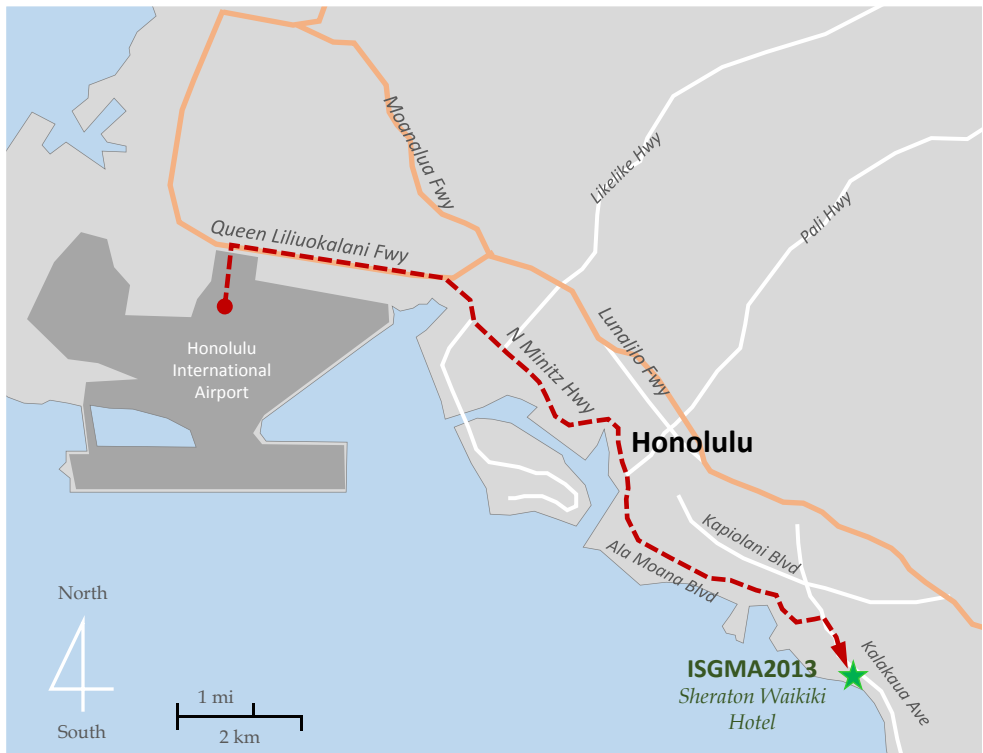 Moanalua Fwy
Likelike Hwy
Pali Hwy
Queen Liliuokalani Fwy
Lunalilo Fwy
Honolulu
International
Airport
N Minitz Hwy
Honolulu
Kapiolani Blvd
Ala Moana Blvd
North
South
1 mi
2 km
ISGMA2013
Sheraton Waikiki
Hotel
Kalakaua Ave